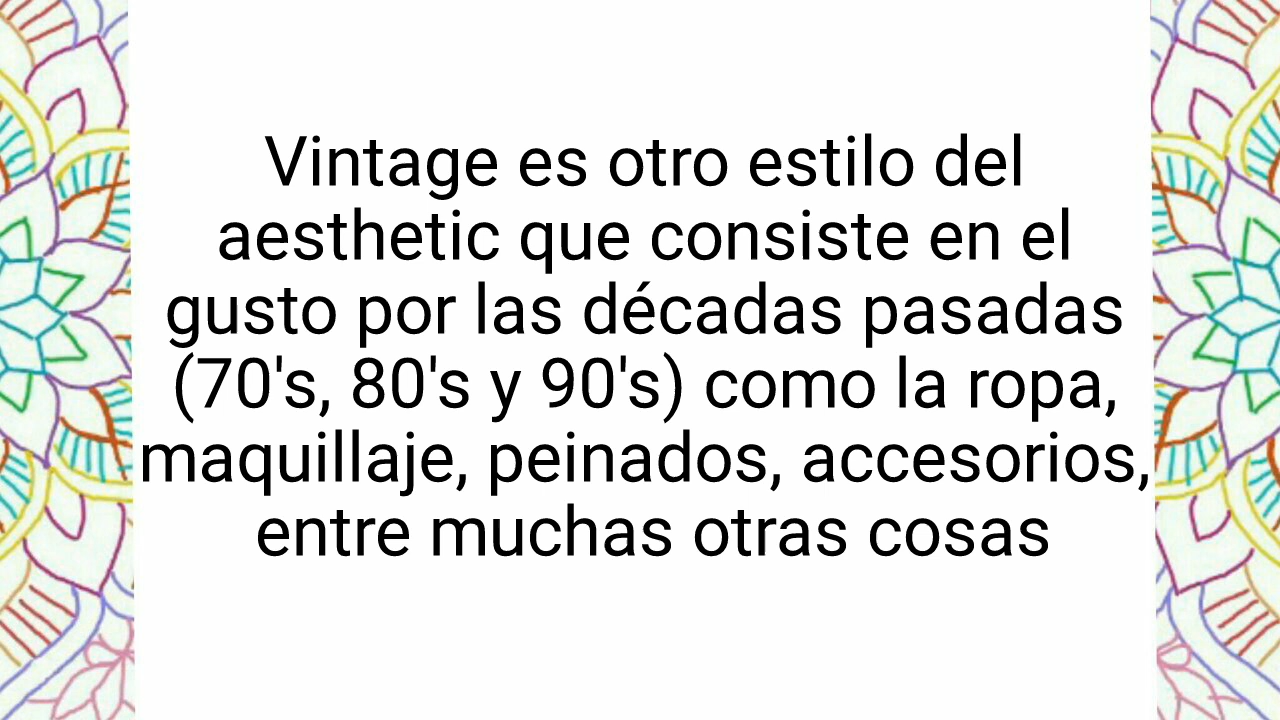 Vintage es otro estilo del
aesthetic que consiste en el
gusto por las décadas pasadas
(70's, 80's y 90's) como la ropa,
maquillaje, peinados, accesorios,
entre muchas otras cosas